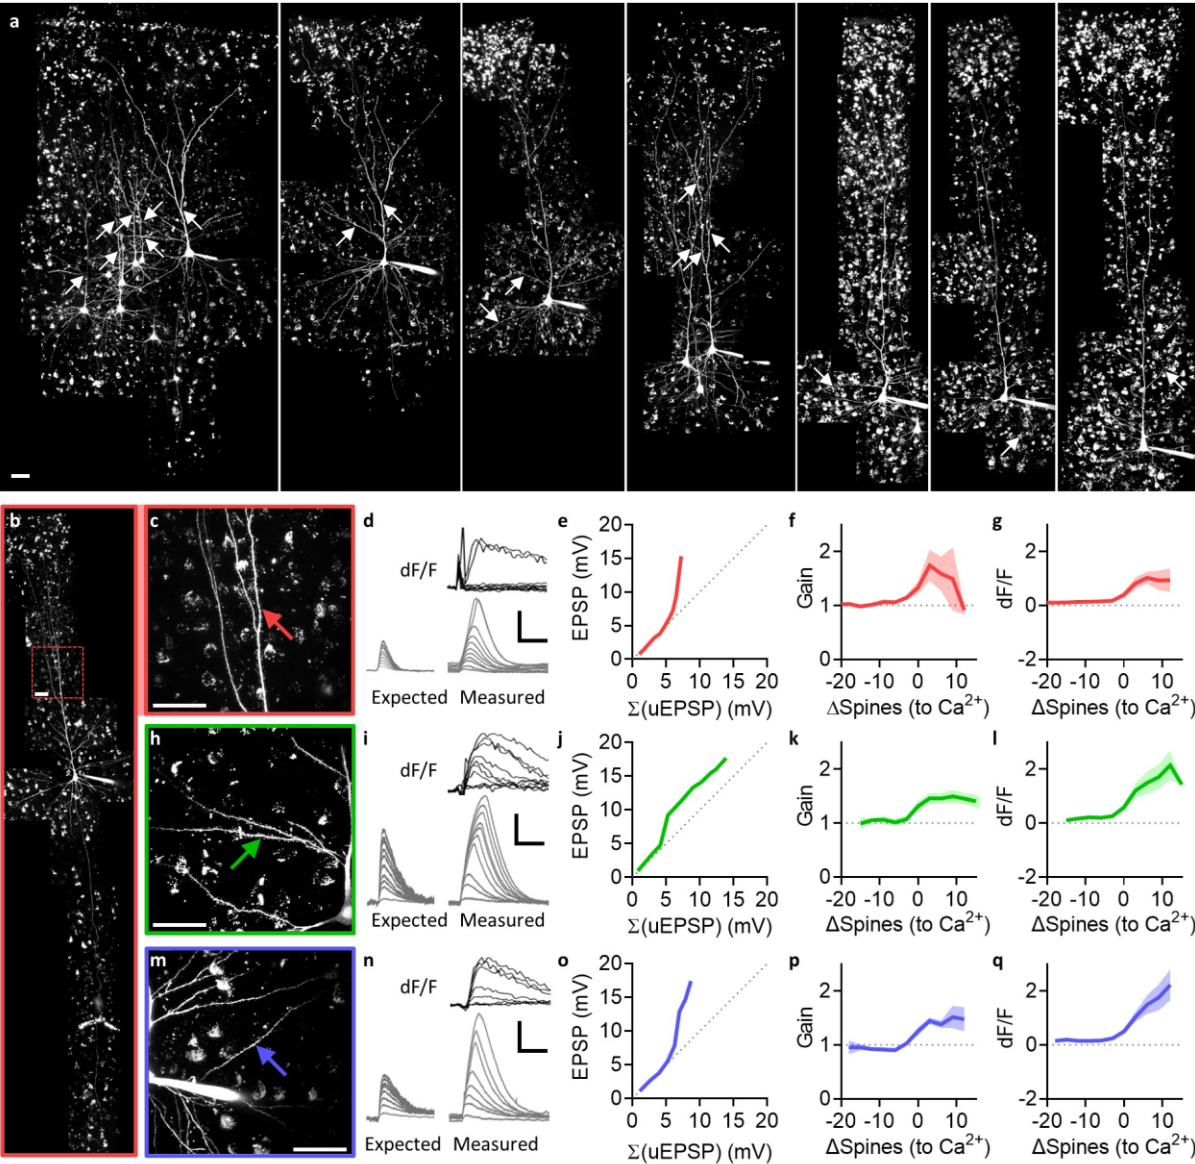 a
b
c
d
dF/F
Expected
Measured
e
EPSP (mV)
20
15
10
5
0
0 5 10 15 20
Σ(uEPSP) (mV)
f
Gain
2
1
0
-20 -10 0 10
ΔSpines (to Ca²⁺)
g
dF/F
2
0
-2
-20 -10 0 10
ΔSpines (to Ca²⁺)
h
i
dF/F
Expected
Measured
j
EPSP (mV)
20
15
10
5
0
0 5 10 15 20
Σ(uEPSP) (mV)
k
Gain
2
1
0
-20 -10 0 10
ΔSpines (to Ca²⁺)
l
dF/F
2
0
-2
-20 -10 0 10
ΔSpines (to Ca²⁺)
m
n
dF/F
Expected
Measured
o
EPSP (mV)
20
15
10
5
0
0 5 10 15 20
Σ(uEPSP) (mV)
p
Gain
2
1
0
-20 -10 0 10
ΔSpines (to Ca²⁺)
q
dF/F
2
0
-2
-20 -10 0 10
ΔSpines (to Ca²⁺)